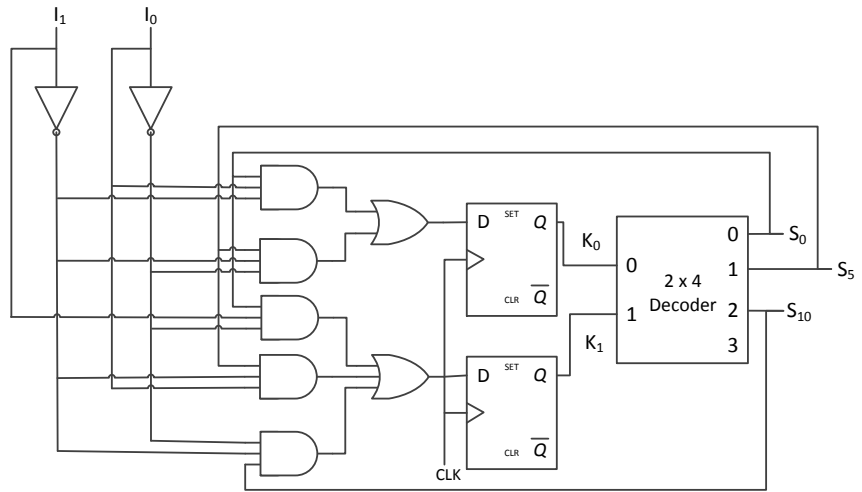 I₁ I₀
D SET Q
CLR Q̅
K₀
0
1
2 x 4
Decoder
0
1
2
3
S₀
S₅
S₁₀
K₁
D SET Q
CLR Q̅
CLK